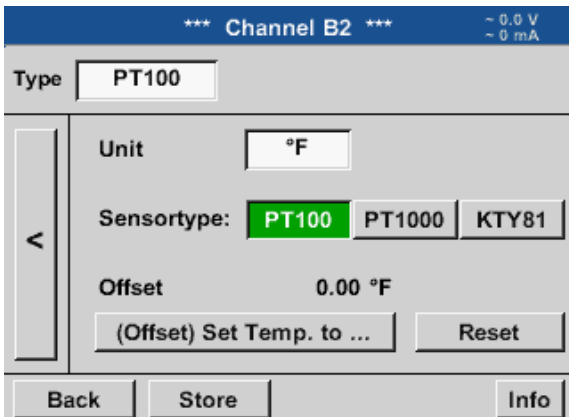 *** Channel B2 ***
~ 0.0 V
~ 0 mA
Type PT100
Unit °F
<
Sensortype: PT100 PT1000 KTY81
Offset 0.00 °F
(Offset) Set Temp. to ... Reset
Back Store Info